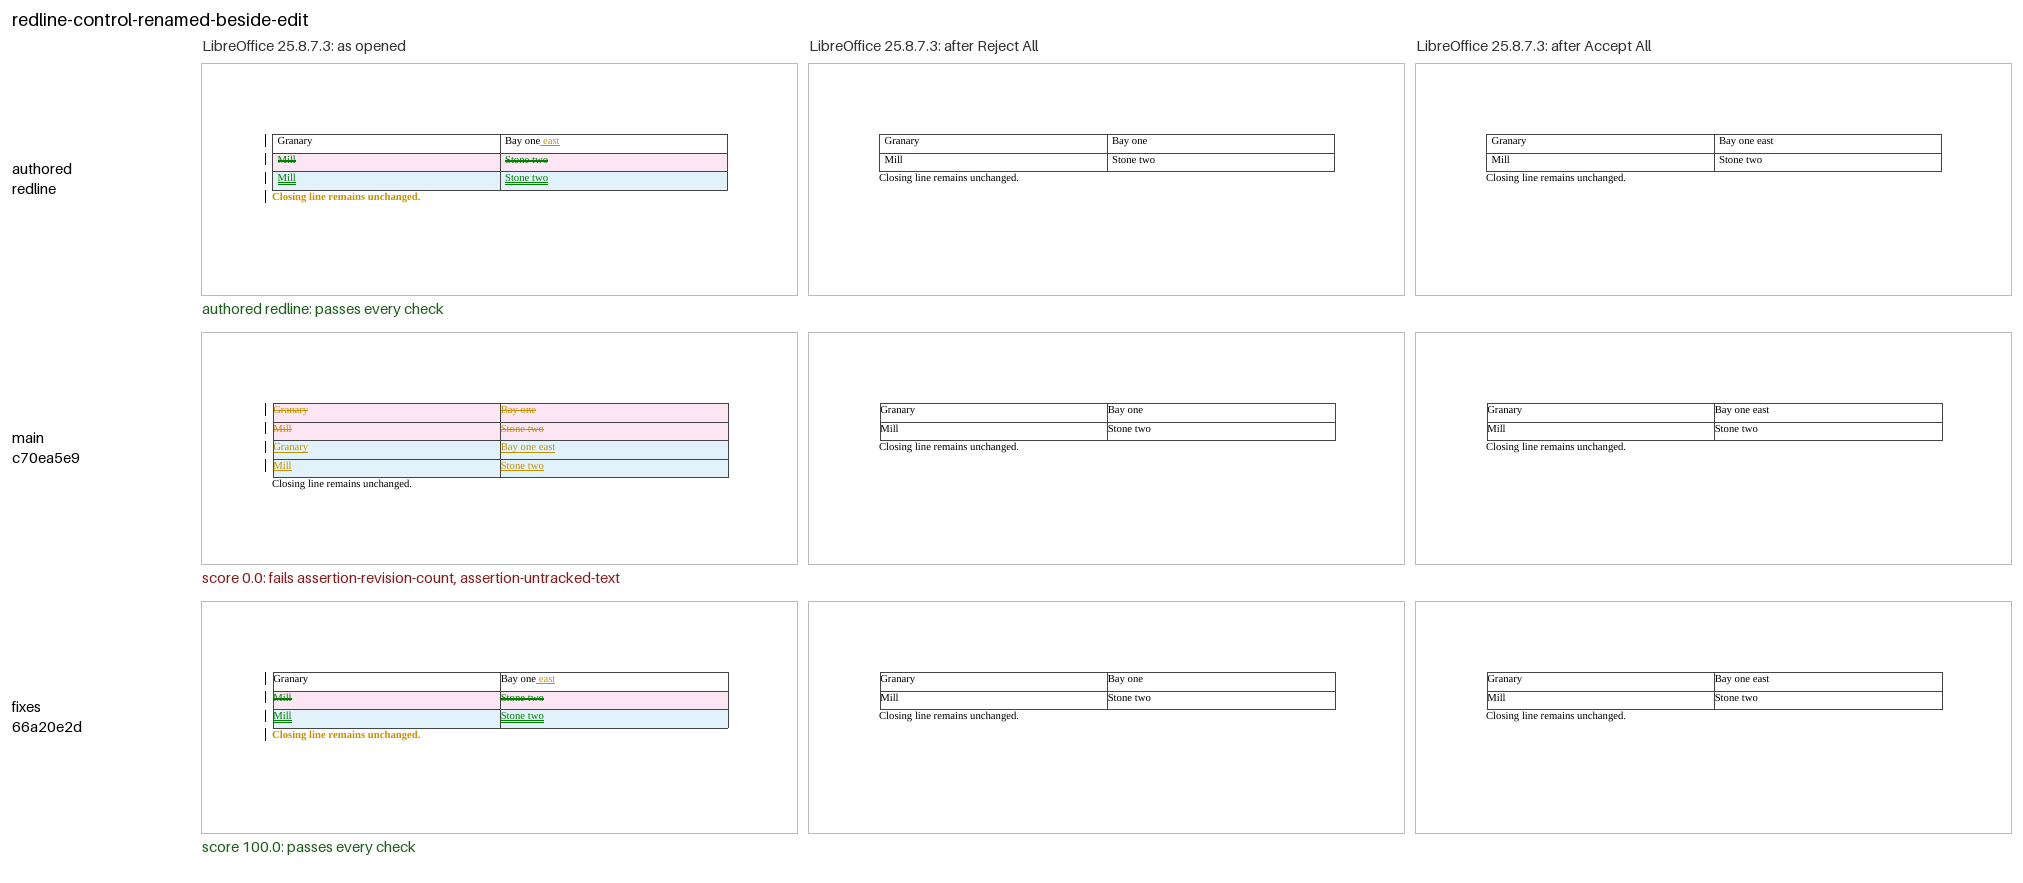 redline-control-renamed-beside-edit
LibreOffice 25.8.7.3: as opened
LibreOffice 25.8.7.3: after Reject All
LibreOffice 25.8.7.3: after Accept All
authored
redline
Granary Bay one east
Mill Stone two
Mill Stone two
Closing line remains unchanged.
Granary Bay one
Mill Stone two
Closing line remains unchanged.
Granary Bay one east
Mill Stone two
Closing line remains unchanged.
authored redline: passes every check
main
c70ea5e9
Granary Bay one
Mill Stone two
Granary Bay one east
Mill Stone two
Closing line remains unchanged.
Granary Bay one
Mill Stone two
Closing line remains unchanged.
Granary Bay one east
Mill Stone two
Closing line remains unchanged.
score 0.0: fails assertion-revision-count, assertion-untracked-text
fixes
66a20e2d
Granary Bay one east
Mill Stone two
Mill Stone two
Closing line remains unchanged.
Granary Bay one
Mill Stone two
Closing line remains unchanged.
Granary Bay one east
Mill Stone two
Closing line remains unchanged.
score 100.0: passes every check